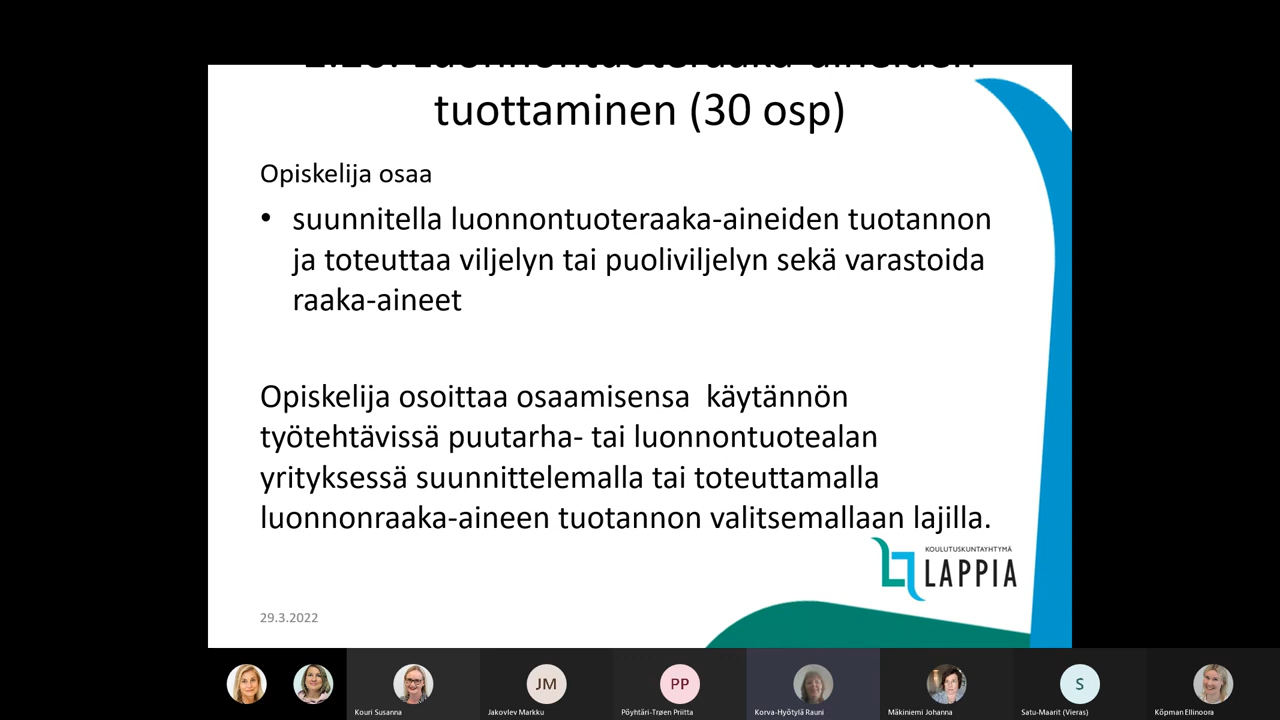 tuottaminen (30 osp)
Opiskelija osaa
• suunnitella luonnontuoteraaka-aineiden tuotannon
ja toteuttaa viljelyn tai puoliviljelyn sekä varastoida
raaka-aineet
Opiskelija osoittaa osaamisensa käytännön
työtehtävissä puutarha- tai luonnontuotealan
yrityksessä suunnittelemalla tai toteuttamalla
luonnonraaka-aineen tuotannon valitsemallaan lajilla.
KOULUTUSKUNTAYHTYMÄ
LAPPIA
29.3.2022
JM
PP
S
Kouri Susanna
Jakovlev Markku
Pöyhtäri-Trøen Priitta
Korva-Hyötylä Rauni
Mäkiniemi Johanna
Satu-Maarit (Vieras)
Köpman Ellinoora